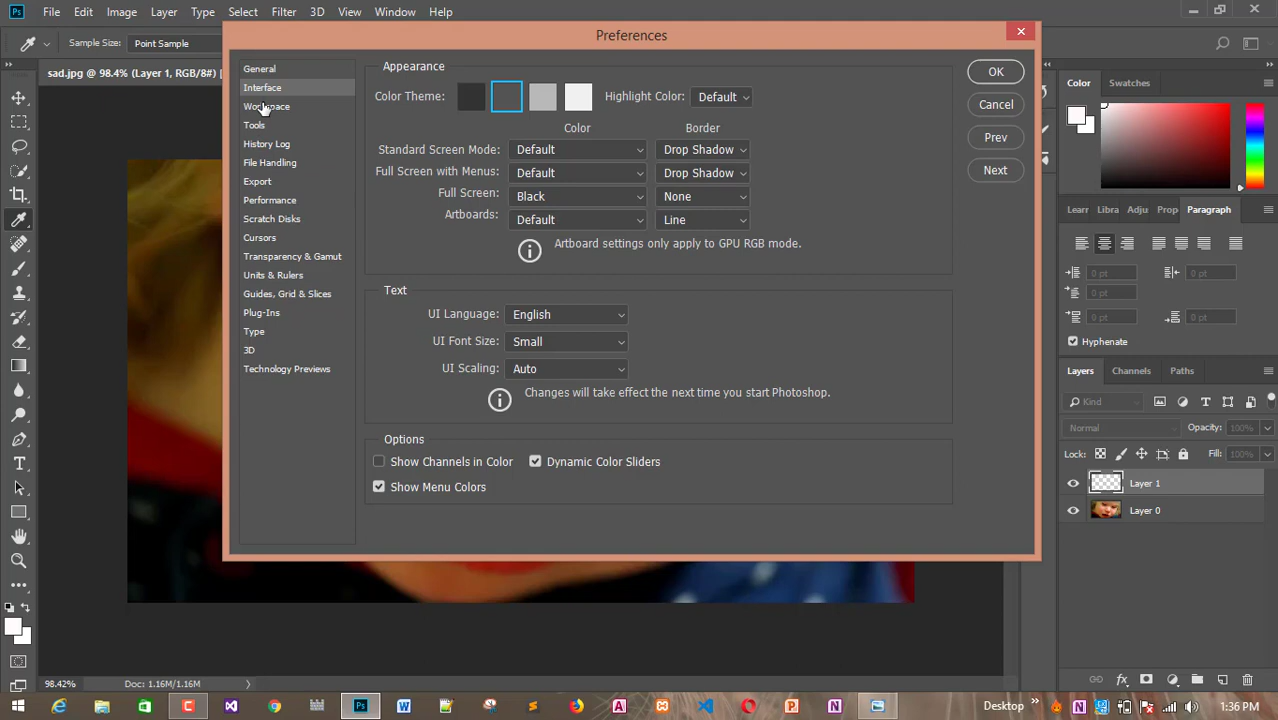 Ps File Edit Image Layer Type Select Filter 3D View Window Help
Sample Size: Point Sample
sad.jpg @ 98.4% (Layer 1, RGB/8#)
Preferences
General
Interface
Workspace
Tools
History Log
File Handling
Export
Performance
Scratch Disks
Cursors
Transparency & Gamut
Units & Rulers
Guides, Grid & Slices
Plug-Ins
Type
3D
Technology Previews
Appearance
Color Theme: Highlight Color: Default
Color Border
Standard Screen Mode: Default Drop Shadow
Full Screen with Menus: Default Drop Shadow
Full Screen: Black None
Artboards: Default Line
Artboard settings only apply to GPU RGB mode.
Text
UI Language: English
UI Font Size: Small
UI Scaling: Auto
Changes will take effect the next time you start Photoshop.
Options
Show Channels in Color Dynamic Color Sliders
Show Menu Colors
OK
Cancel
Prev
Next
Color Swatches
Learr Libra Adju Prop Paragraph
0 pt 0 pt
0 pt
0 pt 0 pt
Hyphenate
Layers Channels Paths
Kind
Normal Opacity: 100%
Lock: Fill: 100%
Layer 1
Layer 0
98.42% Doc: 1.16M/1.16M
Desktop 1:36 PM